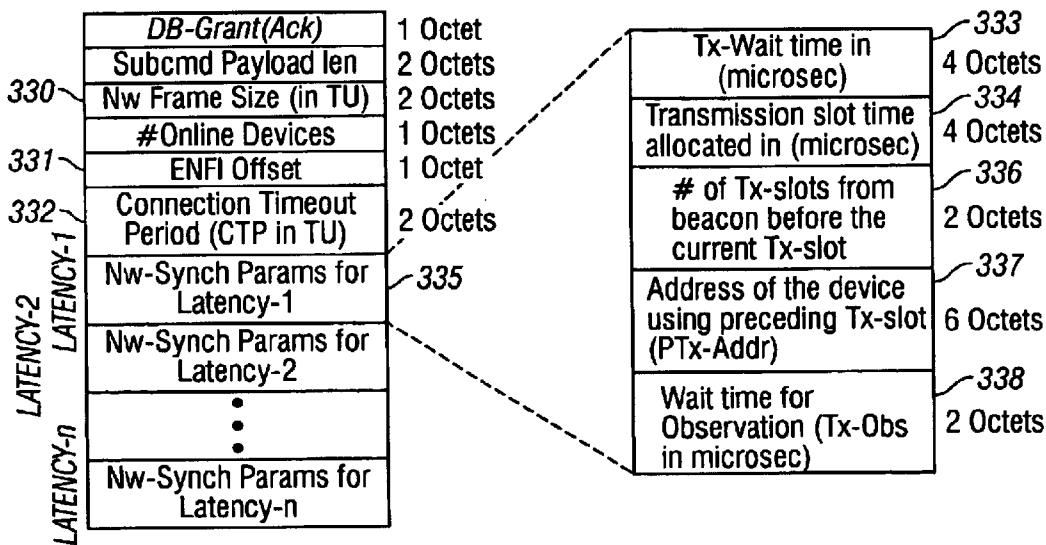 DB-Grant(Ack) 1 Octet
Subcmd Payload len 2 Octets
330 Nw Frame Size (in TU) 2 Octets
#Online Devices 1 Octets
331 ENFI Offset 1 Octet
332 Connection Timeout
Period (CTP in TU) 2 Octets
LATENCY-1
Nw-Synch Params for
Latency-1
335
LATENCY-2
Nw-Synch Params for
Latency-2
LATENCY-n
Nw-Synch Params for
Latency-n
333
Tx-Wait time in
(microsec)
4 Octets
334
Transmission slot time
allocated in (microsec)
4 Octets
336
# of Tx-slots from
beacon before the
current Tx-slot
2 Octets
337
Address of the device
using preceding Tx-slot
(PTx-Addr)
6 Octets
338
Wait time for
Observation (Tx-Obs
in microsec)
2 Octets